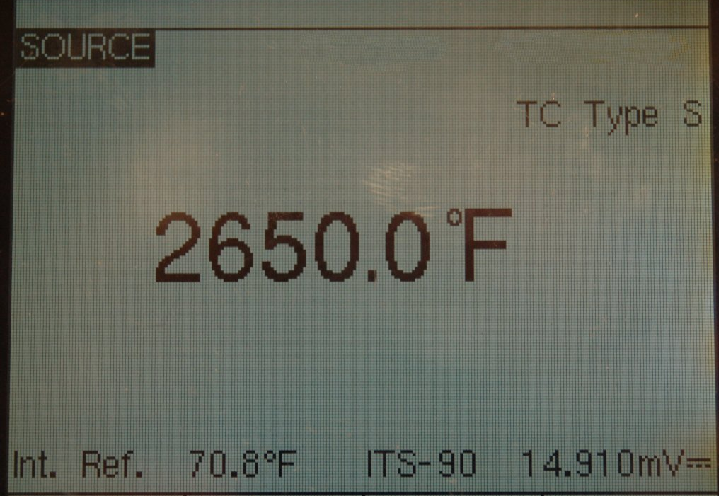 SOURCE
TC Type S
2650.0°F
Int. Ref. 70.8°F ITS-90 14.910mV⎓